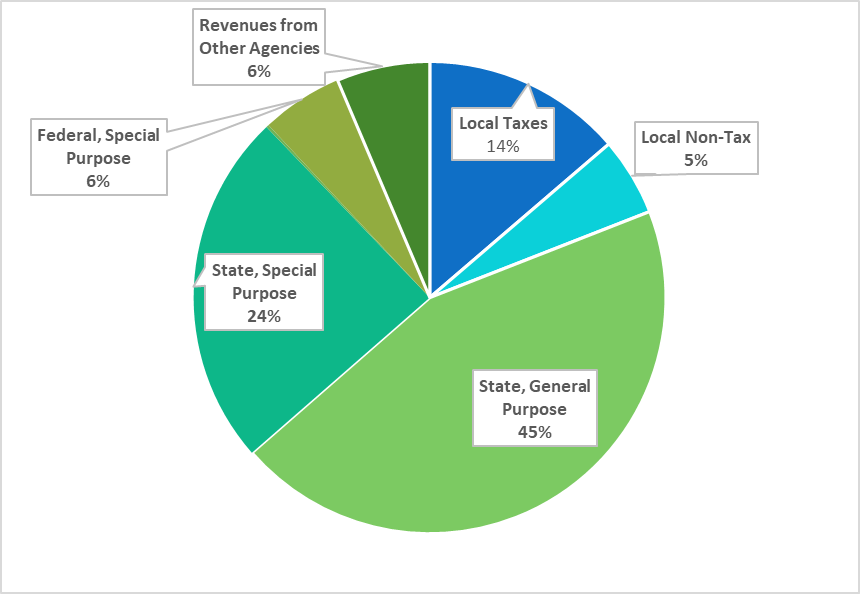 Revenues from
Other Agencies
6%
Local Taxes
14%
Local Non-Tax
5%
Federal, Special
Purpose
6%
State, Special
Purpose
24%
State, General
Purpose
45%